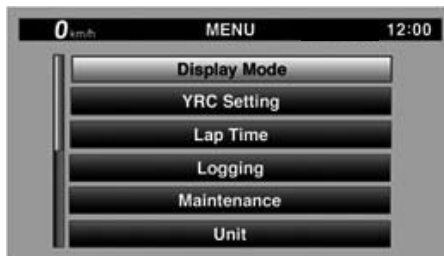 0 km/h MENU 12:00
Display Mode
YRC Setting
Lap Time
Logging
Maintenance
Unit